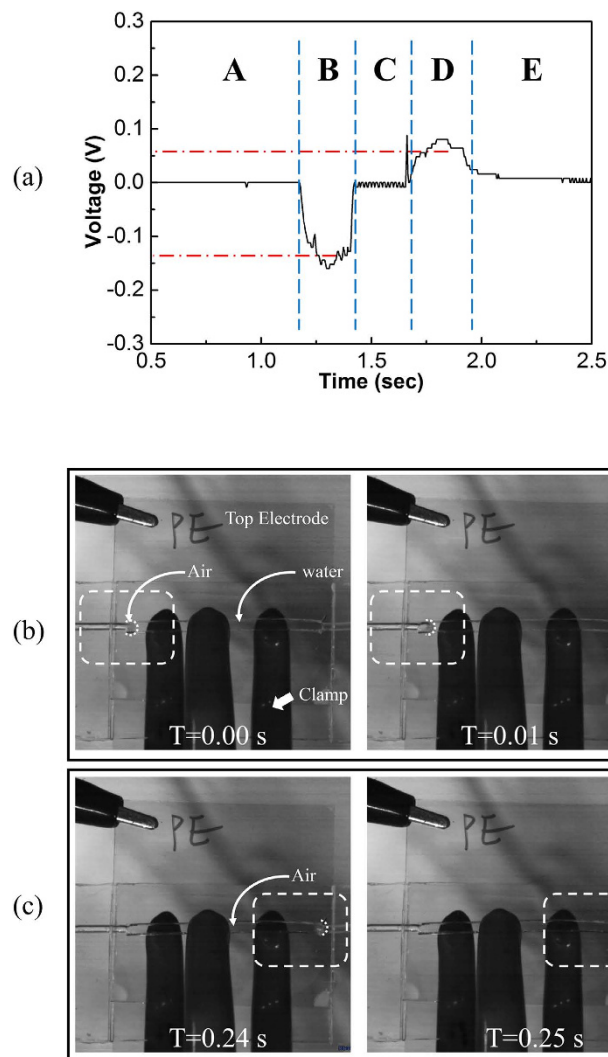 (a)
0.3
0.2
0.1
0.0
-0.1
-0.2
-0.3
Voltage (V)
A B C D E
0.5 1.0 1.5 2.0 2.5
Time (sec)
(b)
PE
Top Electrode
Air
water
Clamp
T=0.00 s
PE
T=0.01 s
(c)
PE
Air
T=0.24 s
PE
T=0.25 s